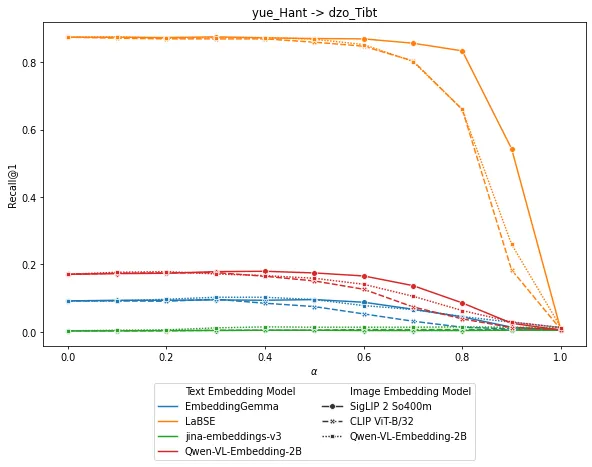 yue_Hant -> dzo_Tibt
Recall@1
0.8
0.6
0.4
0.2
0.0
0.0 0.2 0.4 0.6 0.8 1.0
α
Text Embedding Model Image Embedding Model
EmbeddingGemma SigLIP 2 So400m
LaBSE CLIP ViT-B/32
jina-embeddings-v3 Qwen-VL-Embedding-2B
Qwen-VL-Embedding-2B